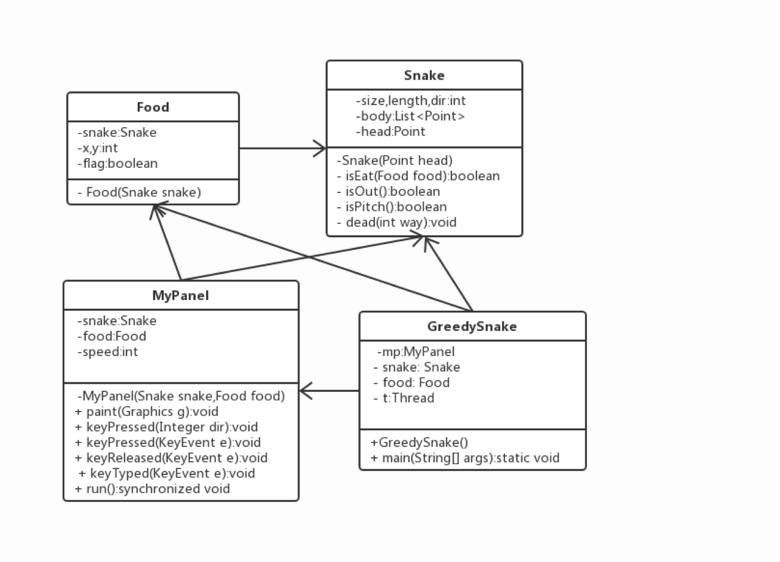 Food
-snake:Snake
-x,y:int
-flag:boolean
- Food(Snake snake)
Snake
-size,length,dir:int
-body:List<Point>
-head:Point
-Snake(Point head)
- isEat(Food food):boolean
- isOut():boolean
- isPitch():boolean
- dead(int way):void
MyPanel
-snake:Snake
-food:Food
-speed:int
-MyPanel(Snake snake,Food food)
+ paint(Graphics g):void
+ keyPressed(Integer dir):void
+ keyPressed(KeyEvent e):void
+ keyReleased(KeyEvent e):void
+ keyTyped(KeyEvent e):void
+ run():synchronized void
GreedySnake
-mp:MyPanel
- snake: Snake
- food: Food
- t:Thread
+GreedySnake()
+ main(String[] args):static void